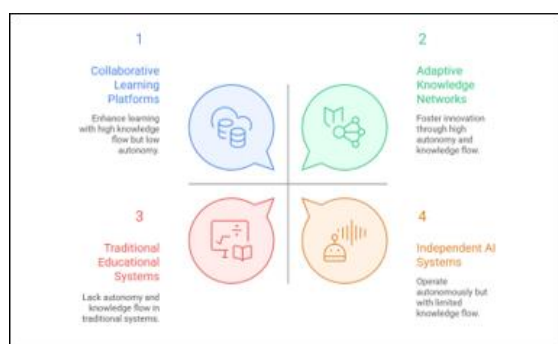 1
Collaborative
Learning
Platforms
Enhance learning
with high knowledge
flow but low
autonomy.
2
Adaptive
Knowledge
Networks
Foster innovation
through high
autonomy and
knowledge flow.
3
Traditional
Educational
Systems
Lack autonomy and
knowledge flow in
traditional systems.
4
Independent AI
Systems
Operate
autonomously but
with limited
knowledge flow.